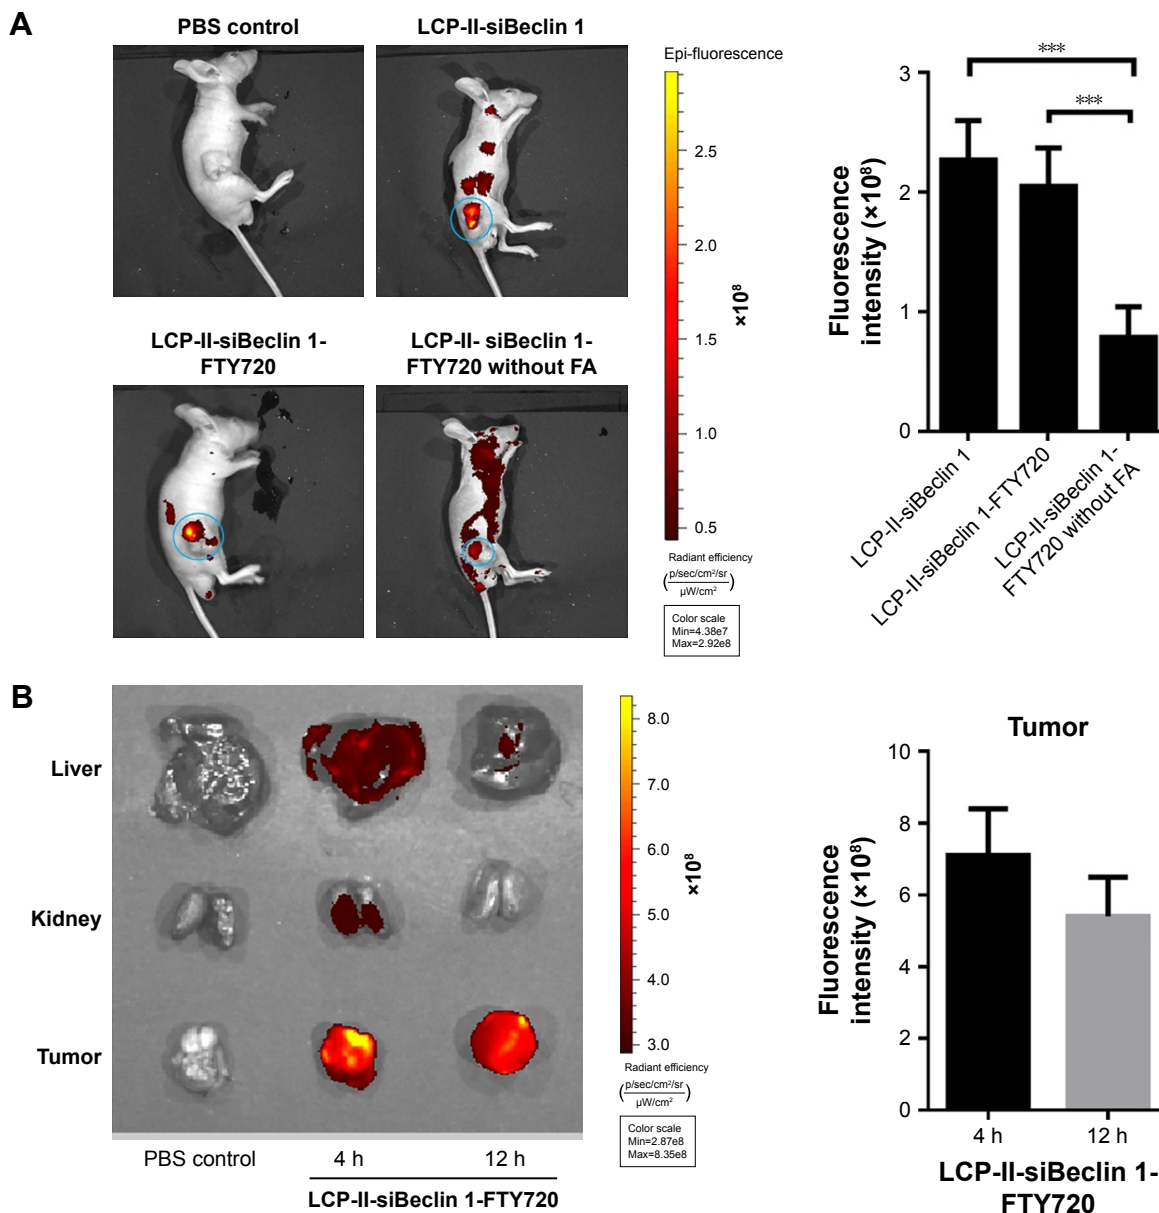 A
PBS control
LCP-II-siBeclin 1
LCP-II-siBeclin 1-
FTY720
LCP-II- siBeclin 1-
FTY720 without FA
Epi-fluorescence
2.5
2.0
1.5
1.0
0.5
×10⁸
Radiant efficiency
(p/sec/cm²/sr
µW/cm²)
Color scale
Min=4.38e7
Max=2.92e8
***
***
3
2
1
0
Fluorescence
intensity (×10⁸)
LCP-II-siBeclin 1
LCP-II-siBeclin 1-FTY720
LCP-II-siBeclin 1-
FTY720 without FA
B
Liver
Kidney
Tumor
PBS control
4 h
12 h
LCP-II-siBeclin 1-FTY720
8.0
7.0
6.0
5.0
4.0
3.0
×10⁸
Radiant efficiency
(p/sec/cm²/sr
µW/cm²)
Color scale
Min=2.87e8
Max=8.35e8
Tumor
10
8
6
4
2
0
Fluorescence
intensity (×10⁸)
4 h
12 h
LCP-II-siBeclin 1-
FTY720